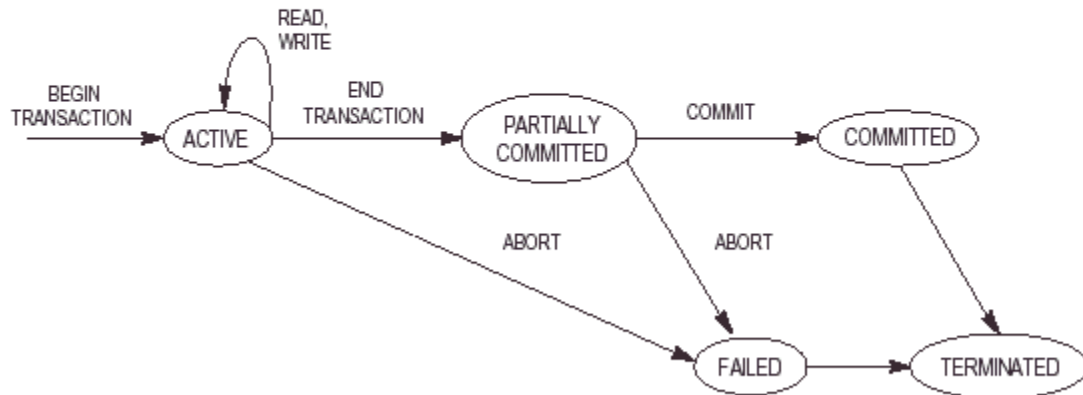 READ,
WRITE
BEGIN
TRANSACTION
END
TRANSACTION
ACTIVE
PARTIALLY
COMMITTED
COMMIT
COMMITTED
ABORT
ABORT
FAILED
TERMINATED